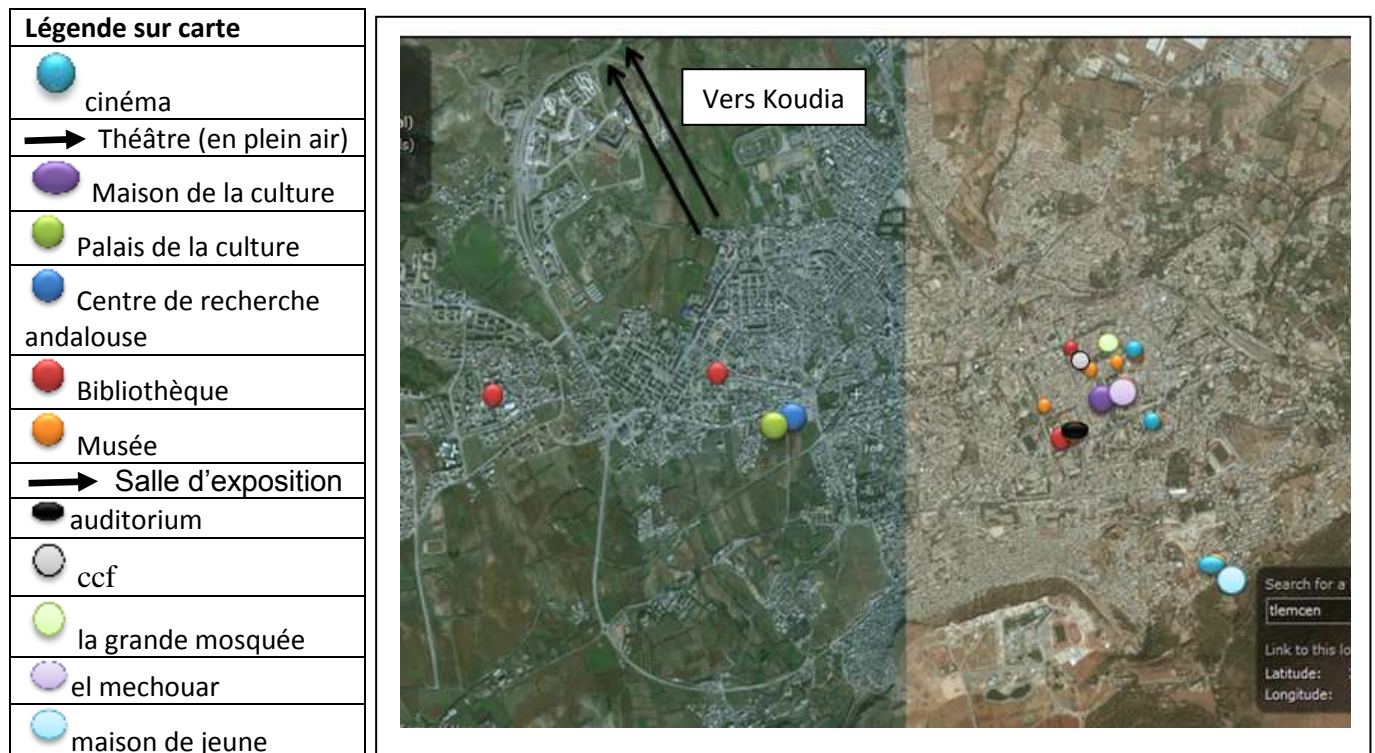 Légende sur carte
cinéma
Théâtre (en plein air)
Maison de la culture
Palais de la culture
Centre de recherche
andalouse
Bibliothèque
Musée
Salle d'exposition
auditorium
ccf
la grande mosquée
el mechouar
maison de jeune
Vers Koudia
Search for a
tlemcen
Link to this lo
Latitude:
Longitude: